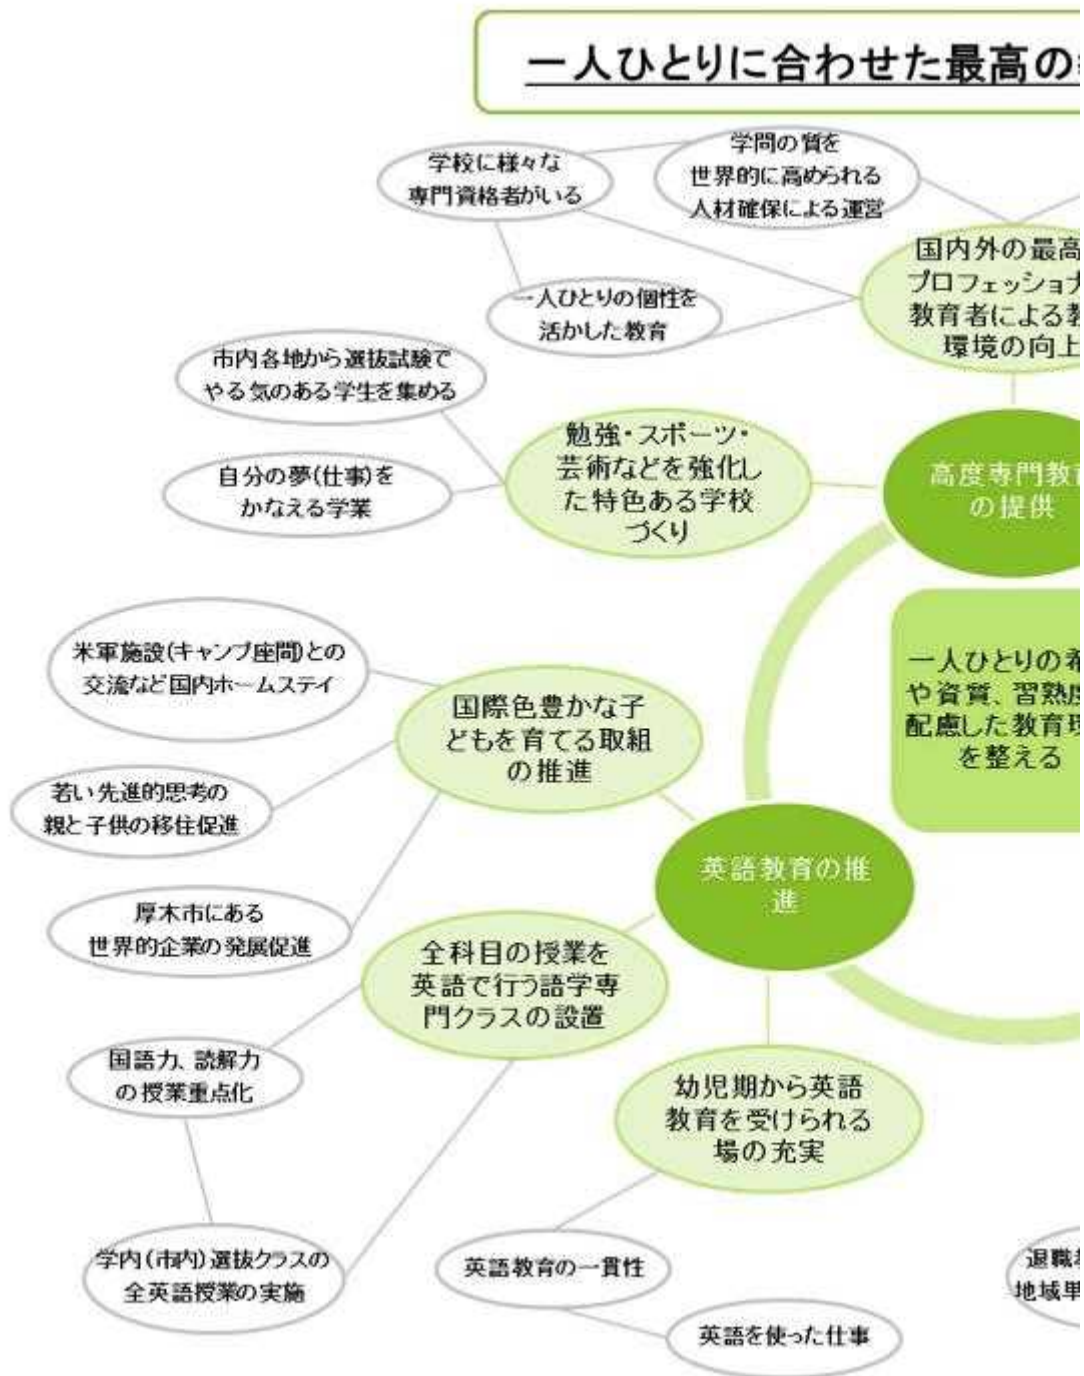 一人ひとりに合わせた最高の
学校に様々な
専門資格者がいる
学問の質を
世界的に高められる
人材確保による運営
国内外の最高
プロフェッショナ
教育者による教
環境の向上
一人ひとりの個性を
活かした教育
市内各地から選抜試験で
やる気のある学生を集める
勉強・スポーツ・
芸術などを強化し
た特色ある学校
づくり
自分の夢(仕事)を
かなえる学業
高度専門教育
の提供
米軍施設(キャンプ座間)との
交流など国内ホームステイ
国際色豊かな子
どもを育てる取組
の推進
一人ひとりの希
や資質、習熟度
配慮した教育環
を整える
若い先進的思考の
親と子供の移住促進
英語教育の推
進
厚木市にある
世界的企業の発展促進
全科目の授業を
英語で行う語学専
門クラスの設置
国語力、読解力
の授業重点化
幼児期から英語
教育を受けられる
場の充実
学内(市内)選抜クラスの
全英語授業の実施
英語教育の一貫性
退職
地域
英語を使った仕事